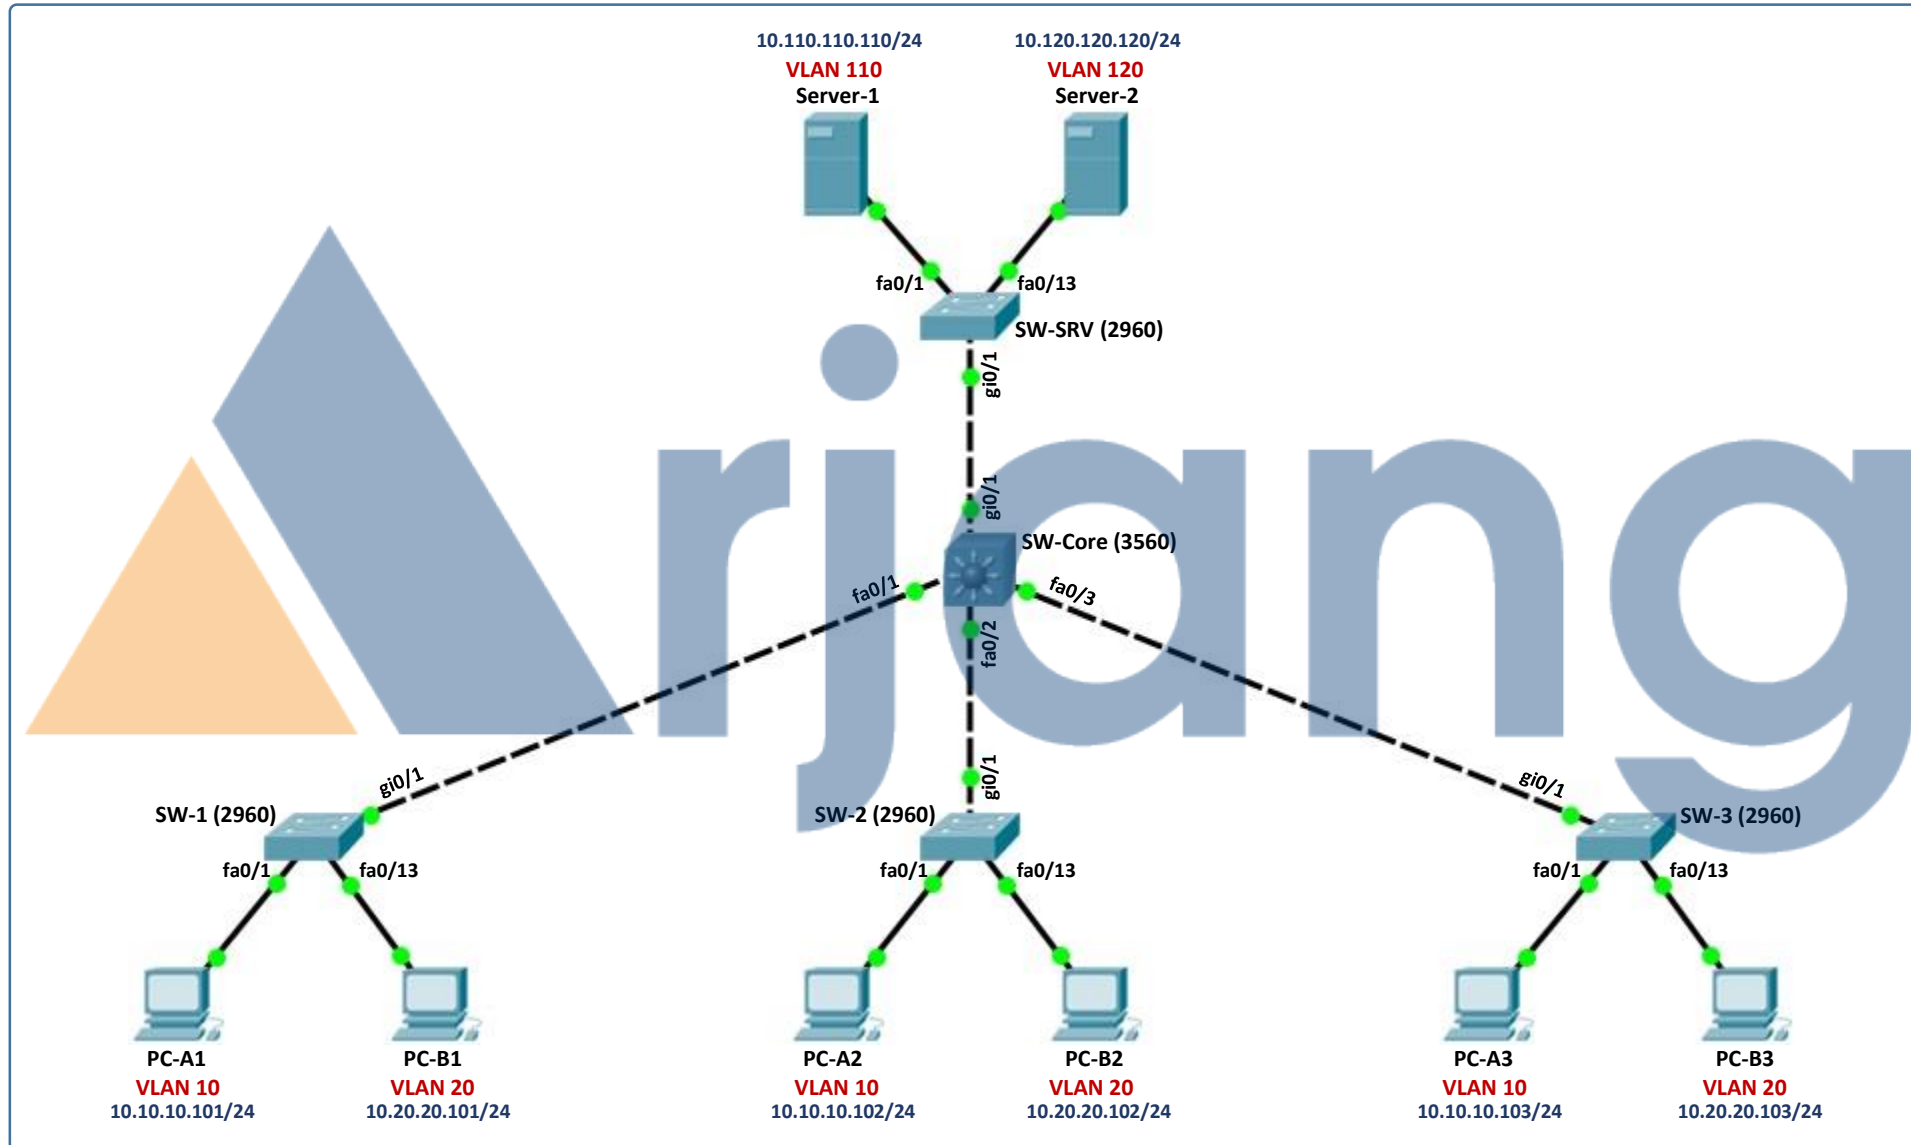 10.110.110.110/24
VLAN 110
Server-1
10.120.120.120/24
VLAN 120
Server-2
fa0/1
fa0/13
SW-SRV (2960)
gi0/1
gi0/1
SW-Core (3560)
fa0/1
fa0/2
fa0/3
Arjang
gi0/1
SW-1 (2960)
fa0/1
fa0/13
gi0/1
SW-2 (2960)
fa0/1
fa0/13
gi0/1
SW-3 (2960)
fa0/1
fa0/13
PC-A1
VLAN 10
10.10.10.101/24
PC-B1
VLAN 20
10.20.20.101/24
PC-A2
VLAN 10
10.10.10.102/24
PC-B2
VLAN 20
10.20.20.102/24
PC-A3
VLAN 10
10.10.10.103/24
PC-B3
VLAN 20
10.20.20.103/24